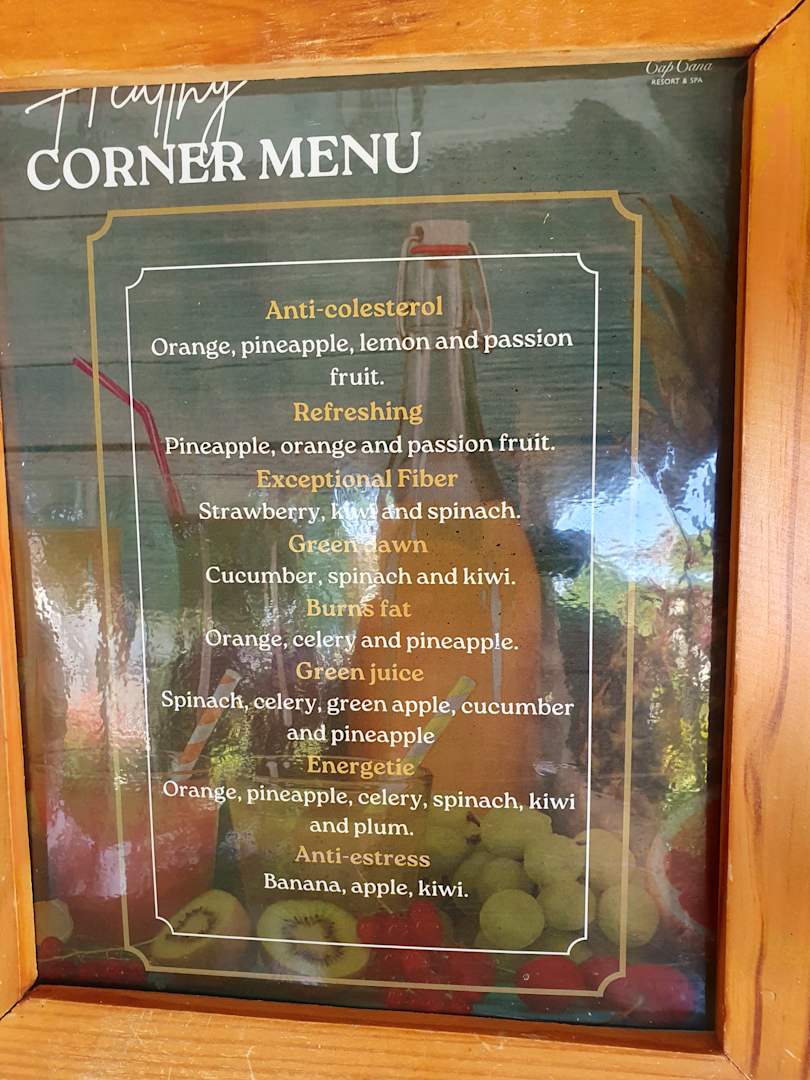 Cap Cana
RESORT & SPA
Healthy
CORNER MENU
Anti-colesterol
Orange, pineapple, lemon and passion
fruit.
Refreshing
Pineapple, orange and passion fruit.
Exceptional Fiber
Strawberry, kiwi and spinach.
Green dawn
Cucumber, spinach and kiwi.
Burns fat
Orange, celery and pineapple.
Green juice
Spinach, celery, green apple, cucumber
and pineapple
Energetie
Orange, pineapple, celery, spinach, kiwi
and plum.
Anti-estress
Banana, apple, kiwi.